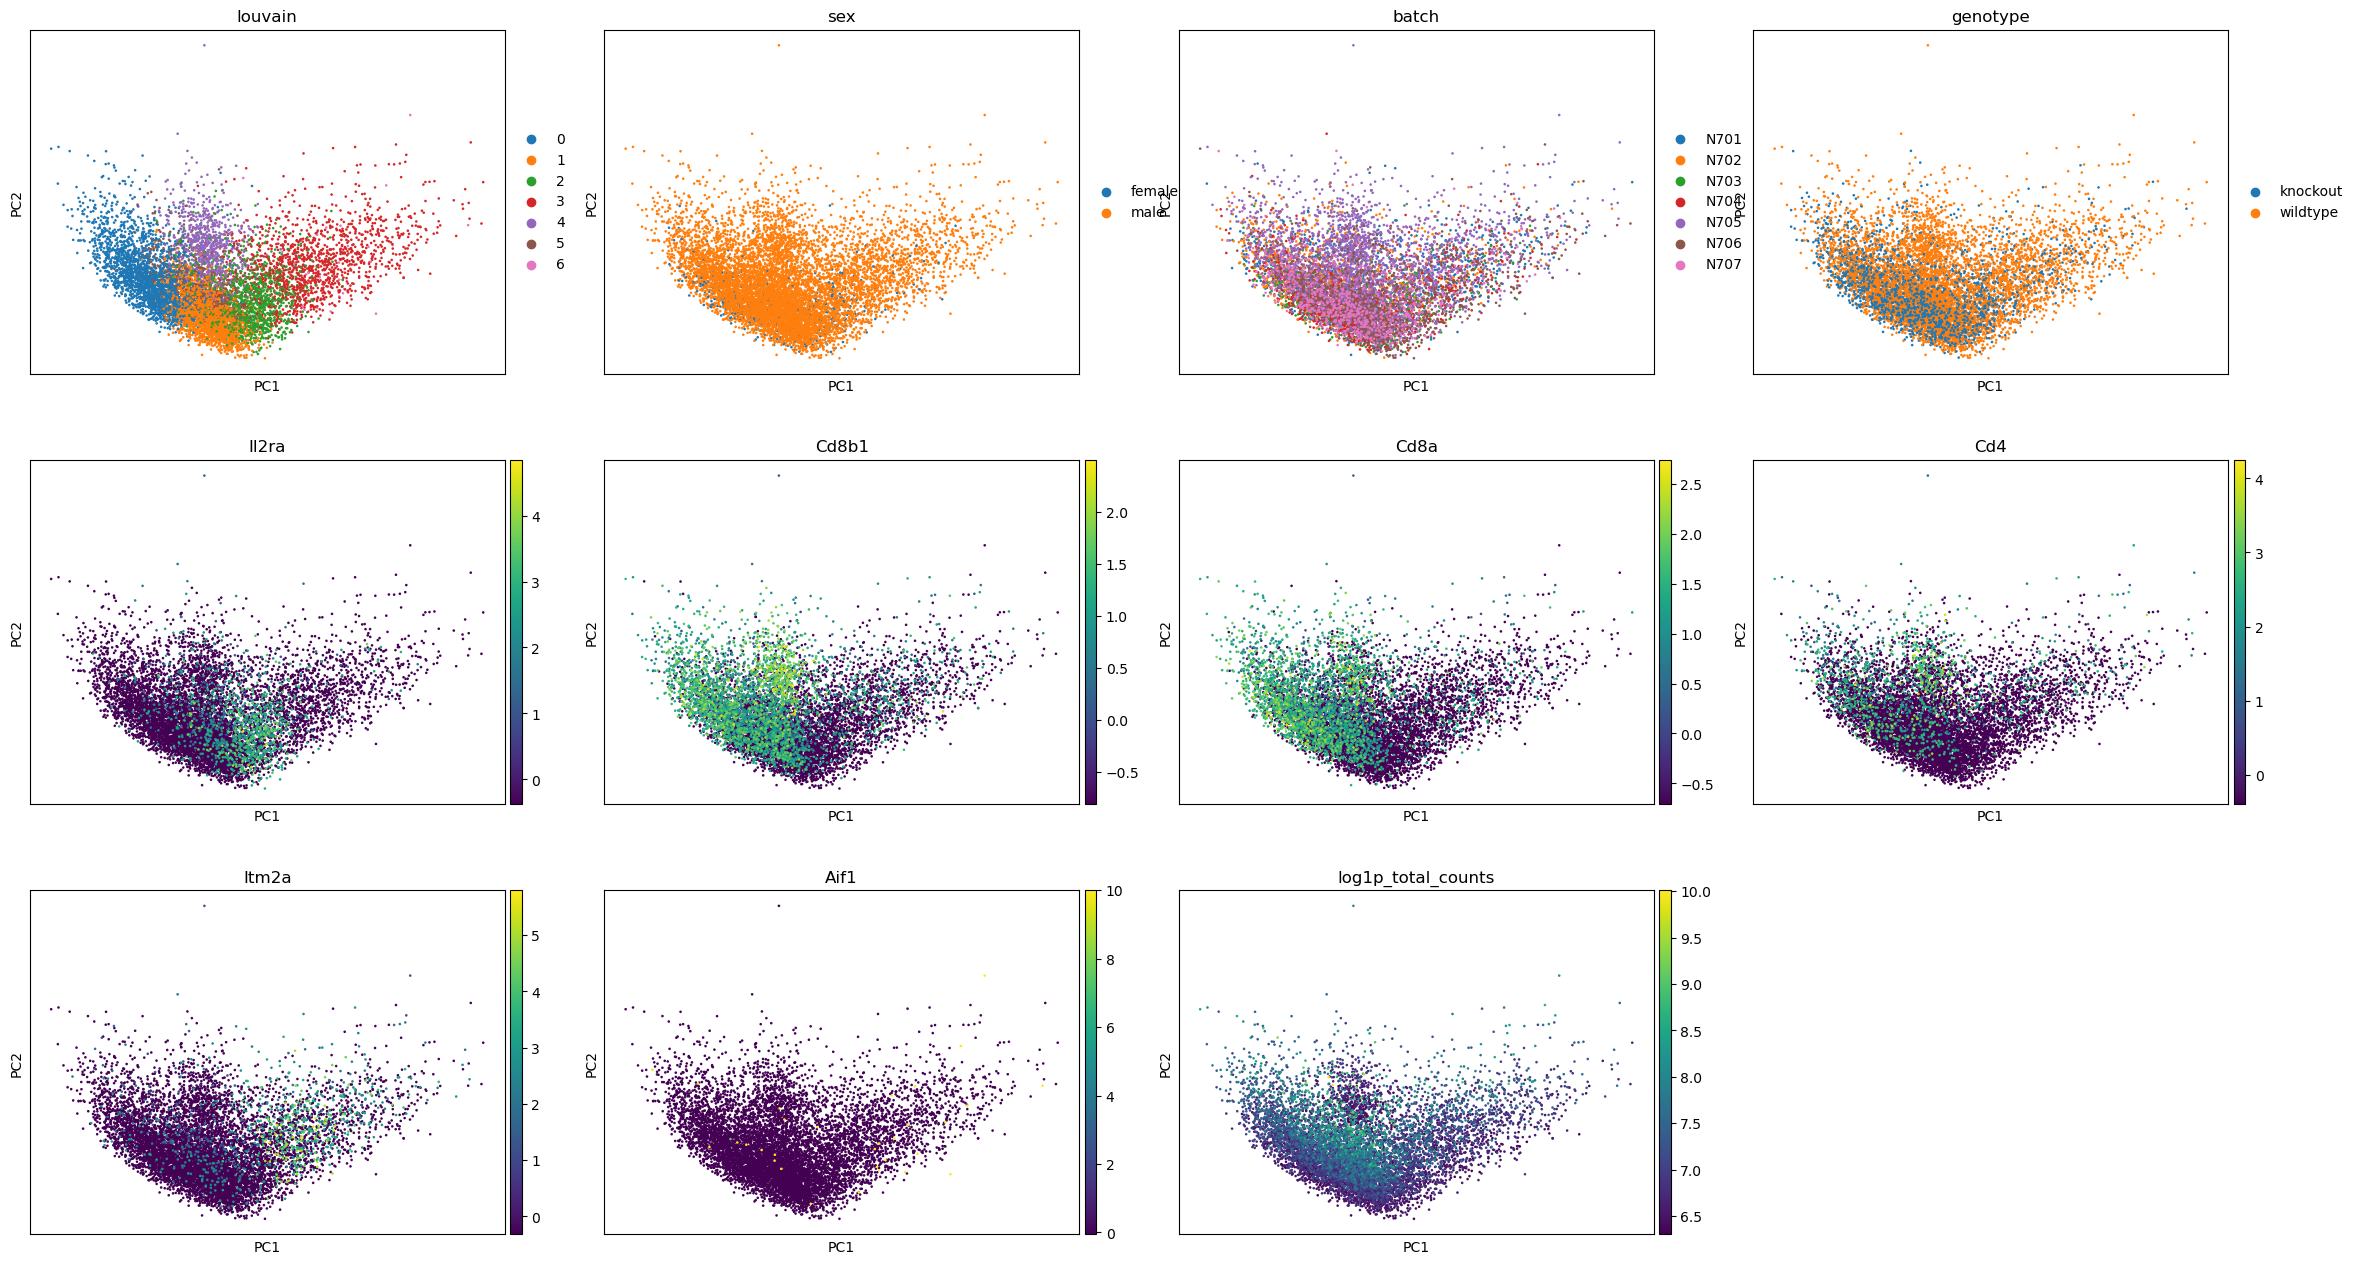 louvain
PC2
PC1
0
1
2
3
4
5
6
sex
PC2
PC1
female
male
batch
PC2
PC1
N701
N702
N703
N704
N705
N706
N707
genotype
PC2
PC1
knockout
wildtype
Il2ra
PC2
PC1
4
3
2
1
0
Cd8b1
PC2
PC1
2.0
1.5
1.0
0.5
0.0
−0.5
Cd8a
PC2
PC1
2.5
2.0
1.5
1.0
0.5
0.0
−0.5
Cd4
PC2
PC1
4
3
2
1
0
Itm2a
PC2
PC1
5
4
3
2
1
0
Aif1
PC2
PC1
10
8
6
4
2
0
log1p_total_counts
PC2
PC1
10.0
9.5
9.0
8.5
8.0
7.5
7.0
6.5